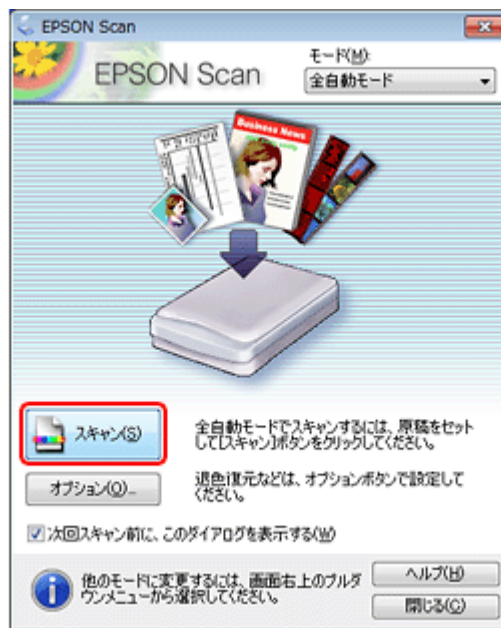 EPSON Scan
EPSON Scan
モード(M):
全自動モード
Business News
スキャン(S)
全自動モードでスキャンするには、原稿をセット
して[スキャン]ボタンをクリックしてください。
オプション(O)...
退色復元などは、オプションボタンで設定して
ください。
次回スキャン前に、このダイアログを表示する(W)
他のモードに変更するには、画面右上のプルダ
ウンメニューから選択してください。
ヘルプ(H)
閉じる(C)